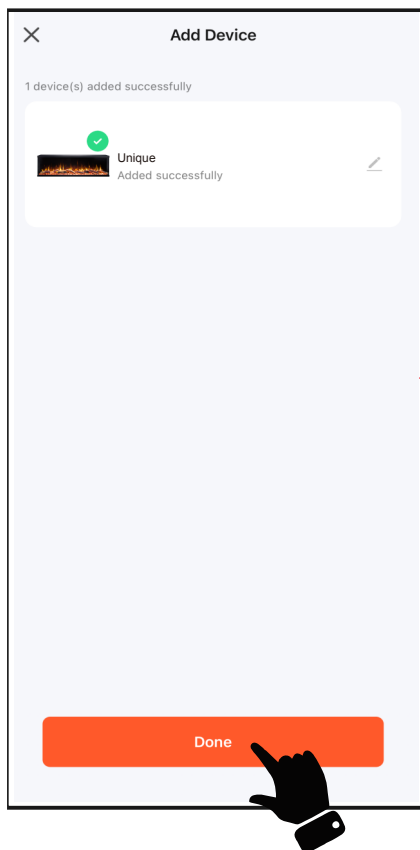 Add Device
1 device(s) added successfully
Unique
Added successfully
Done